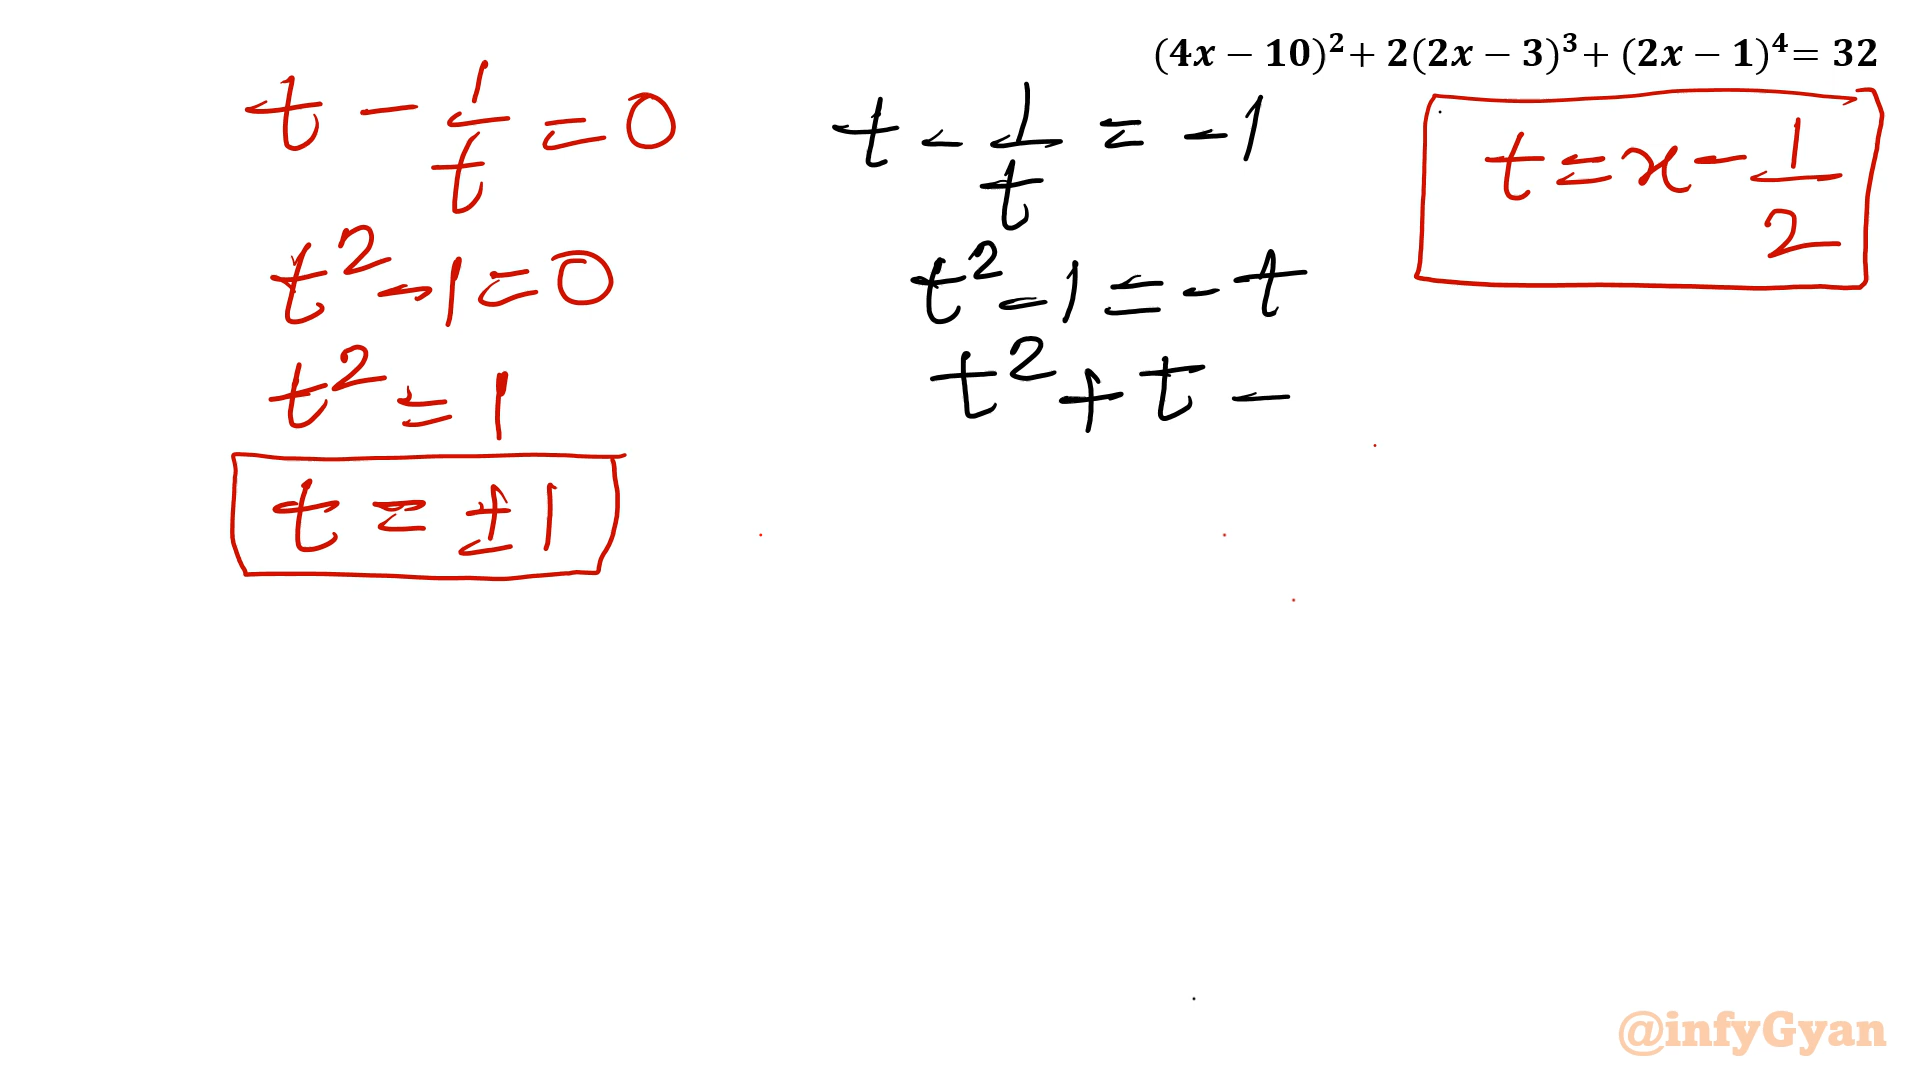 (4x − 10)² + 2(2x − 3)³ + (2x − 1)⁴ = 32
t − 1/t = 0
t² − 1 = 0
t² = 1
t = ±1
t − 1/t = −1
t² − 1 = −t
t² + t −
t = x − 1/2
@infyGyan